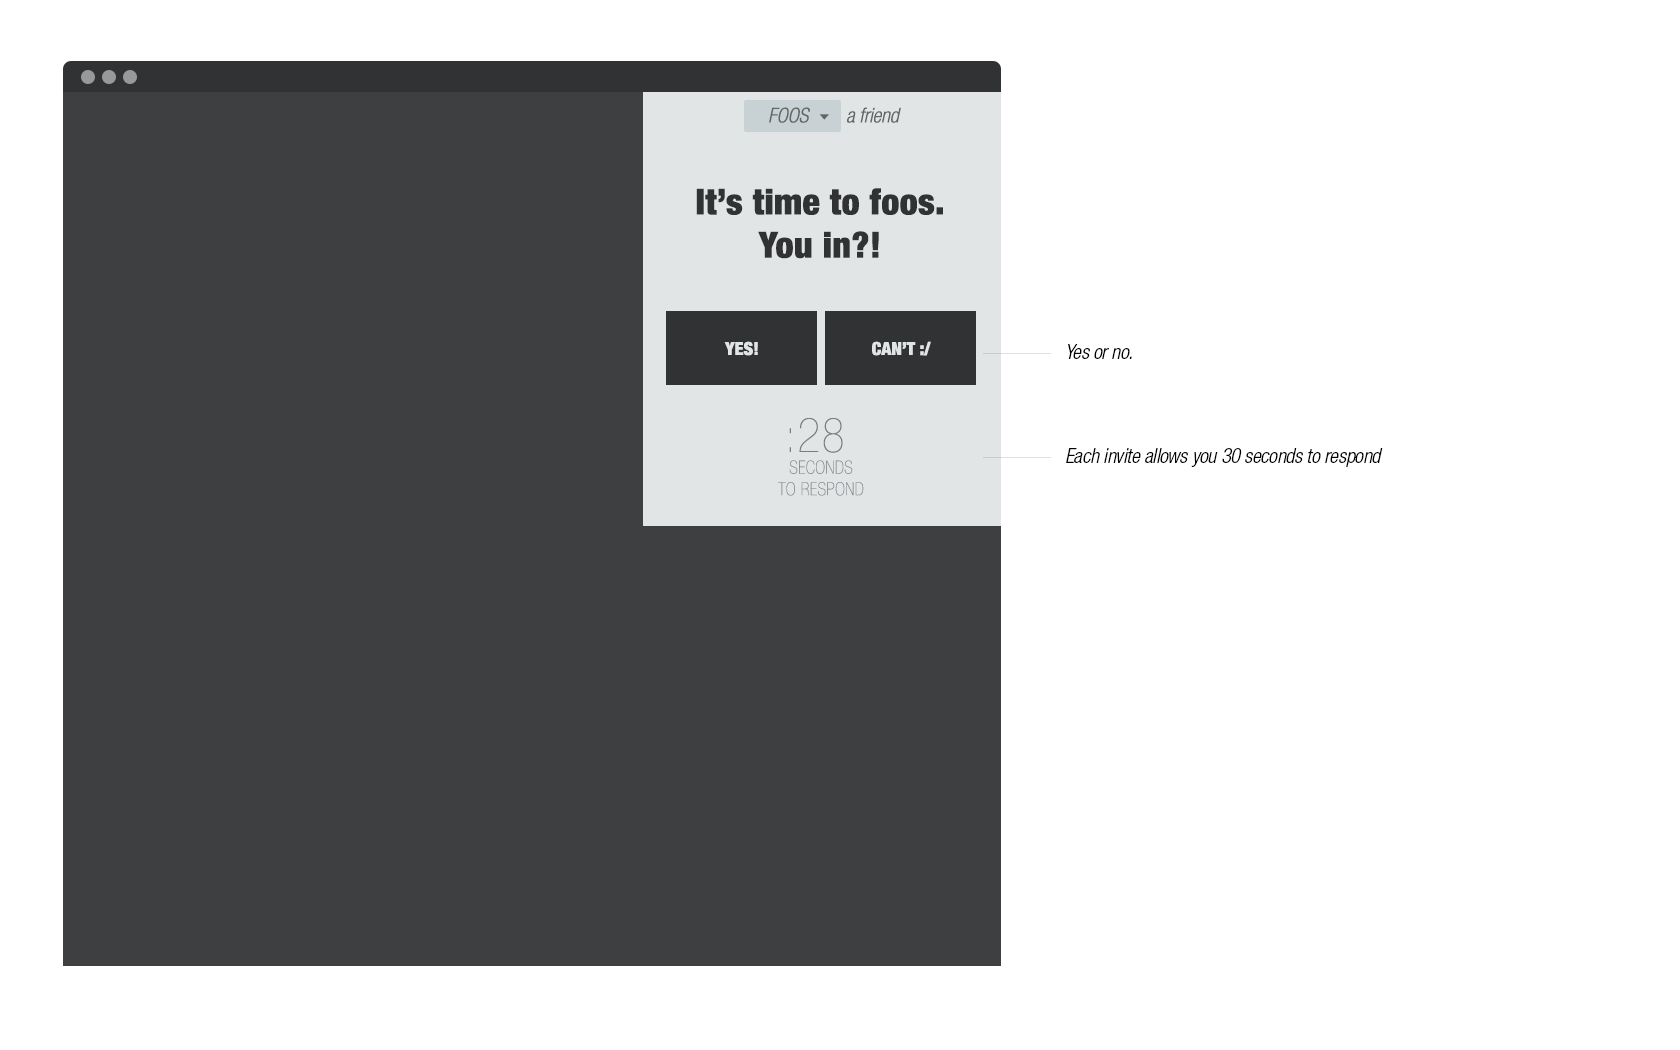 FOOS a friend
It’s time to foos.
You in?!
YES!
CAN’T :/
Yes or no.
:28
SECONDS
TO RESPOND
Each invite allows you 30 seconds to respond